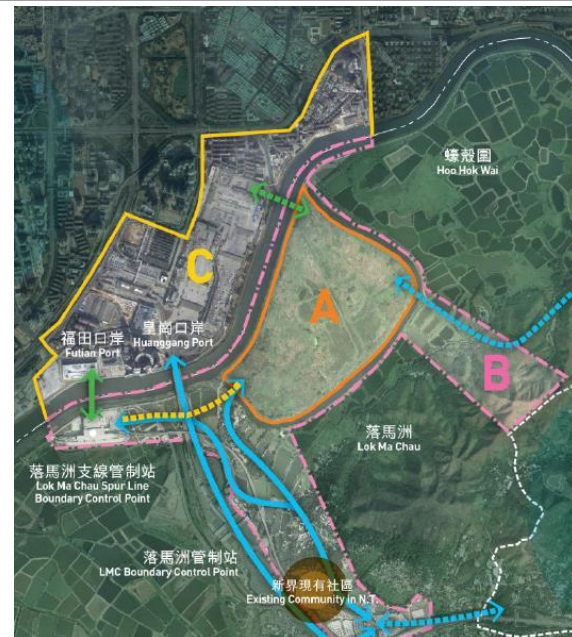 蠔殼圍
Hoo Hok Wai
C
A
皇崗口岸
Huanggang Port
福田口岸
Futian Port
B
落馬洲
Lok Ma Chau
落馬洲支線管制站
Lok Ma Chau Spur Line
Boundary Control Point
落馬洲管制站
LMC Boundary Control Point
新界現有社區
Existing Community in N.T.